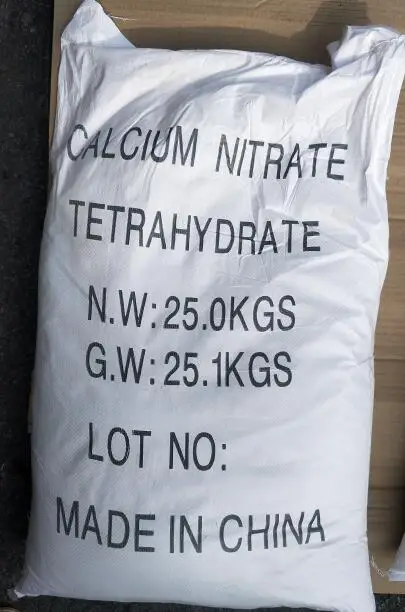 CALCIUM NITRATE
TETRAHYDRATE
N.W:25.0KGS
G.W:25.1KGS
LOT NO:
MADE IN CHINA